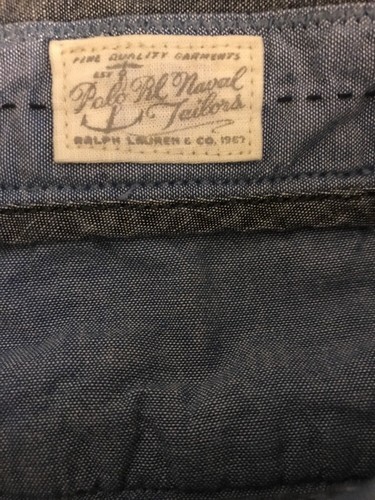 FINE QUALITY GARMENTS
EST
Polo Rl Naval
Tailors
RALPH LAUREN & CO. 1967